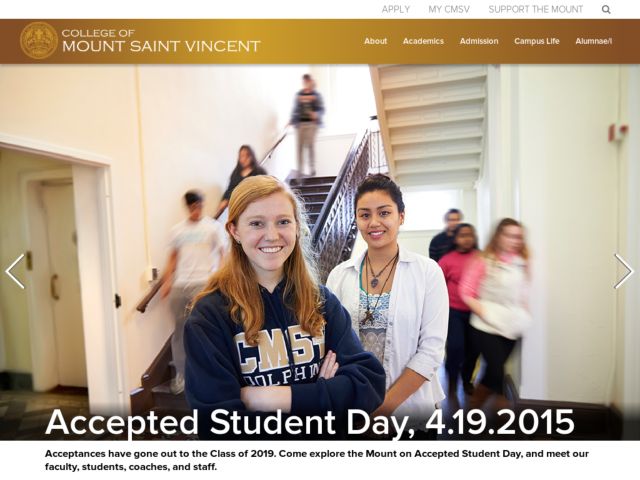 APPLY MY CMSV SUPPORT THE MOUNT
COLLEGE OF
MOUNT SAINT VINCENT
About Academics Admission Campus Life Alumnae/i
CMSV
DOLPHINS
Accepted Student Day, 4.19.2015
Acceptances have gone out to the Class of 2019. Come explore the Mount on Accepted Student Day, and meet our
faculty, students, coaches, and staff.